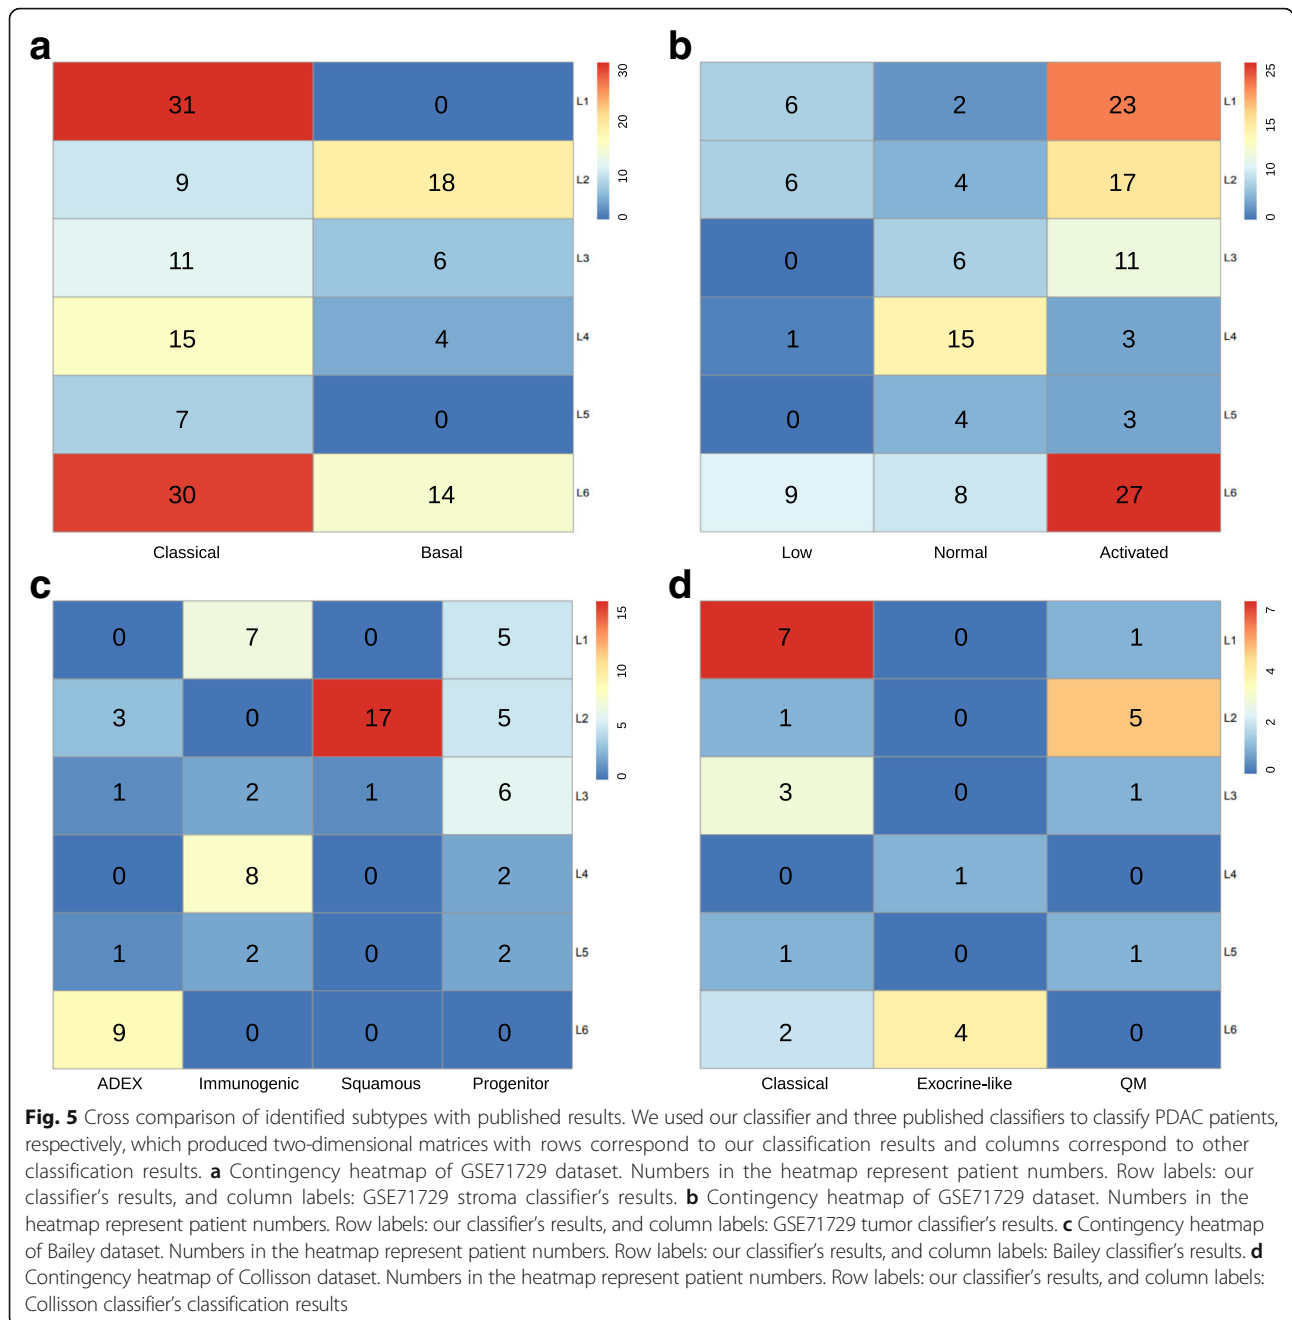 a
31 0 L1
9 18 L2
11 6 L3
15 4 L4
7 0 L5
30 14 L6
Classical Basal
30
20
10
0
b
6 2 23 L1
6 4 17 L2
0 6 11 L3
1 15 3 L4
0 4 3 L5
9 8 27 L6
Low Normal Activated
25
15
10
0
c
0 7 0 5 L1
3 0 17 5 L2
1 2 1 6 L3
0 8 0 2 L4
1 2 0 2 L5
9 0 0 0 L6
ADEX Immunogenic Squamous Progenitor
15
10
5
0
d
7 0 1 L1
1 0 5 L2
3 0 1 L3
0 1 0 L4
1 0 1 L5
2 4 0 L6
Classical Exocrine-like QM
7
4
2
0
Fig. 5 Cross comparison of identified subtypes with published results. We used our classifier and three published classifiers to classify PDAC patients,
respectively, which produced two-dimensional matrices with rows correspond to our classification results and columns correspond to other
classification results. a Contingency heatmap of GSE71729 dataset. Numbers in the heatmap represent patient numbers. Row labels: our
classifier's results, and column labels: GSE71729 stroma classifier's results. b Contingency heatmap of GSE71729 dataset. Numbers in the
heatmap represent patient numbers. Row labels: our classifier's results, and column labels: GSE71729 tumor classifier's results. c Contingency heatmap
of Bailey dataset. Numbers in the heatmap represent patient numbers. Row labels: our classifier's results, and column labels: Bailey classifier's results. d
Contingency heatmap of Collisson dataset. Numbers in the heatmap represent patient numbers. Row labels: our classifier's results, and column labels:
Collisson classifier's classification results